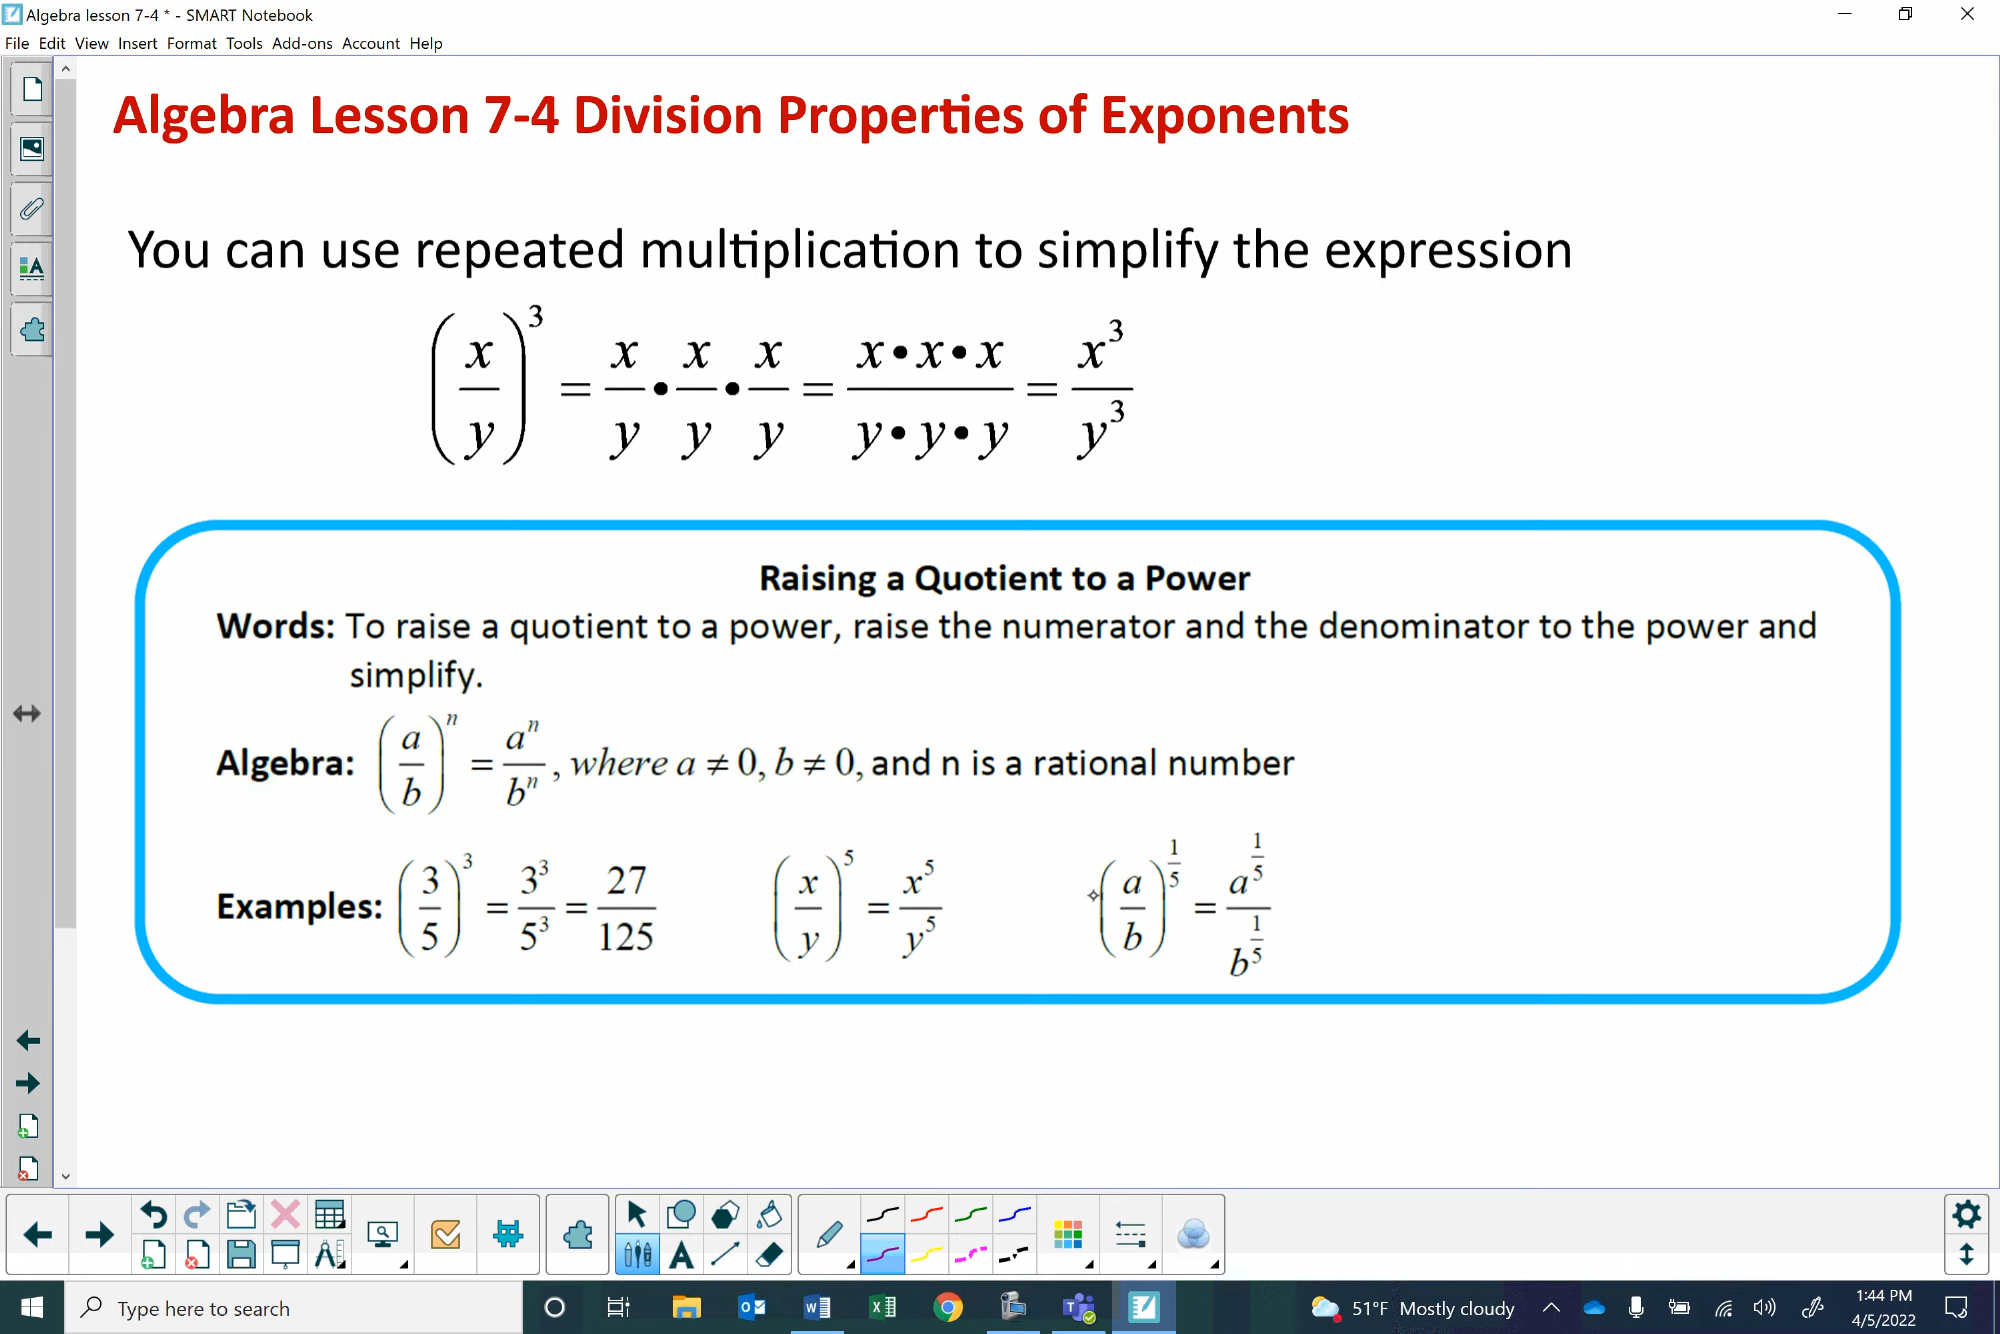 Algebra lesson 7-4 * - SMART Notebook
File Edit View Insert Format Tools Add-ons Account Help
Algebra Lesson 7-4 Division Properties of Exponents
You can use repeated multiplication to simplify the expression
(x/y)^3 = x/y • x/y • x/y = (x•x•x)/(y•y•y) = x^3/y^3
Raising a Quotient to a Power
Words: To raise a quotient to a power, raise the numerator and the denominator to the power and
simplify.
Algebra: (a/b)^n = a^n/b^n, where a ≠ 0, b ≠ 0, and n is a rational number
Examples: (3/5)^3 = 3^3/5^3 = 27/125 (x/y)^5 = x^5/y^5 (a/b)^(1/5) = a^(1/5)/b^(1/5)
Type here to search
51°F Mostly cloudy
1:44 PM
4/5/2022